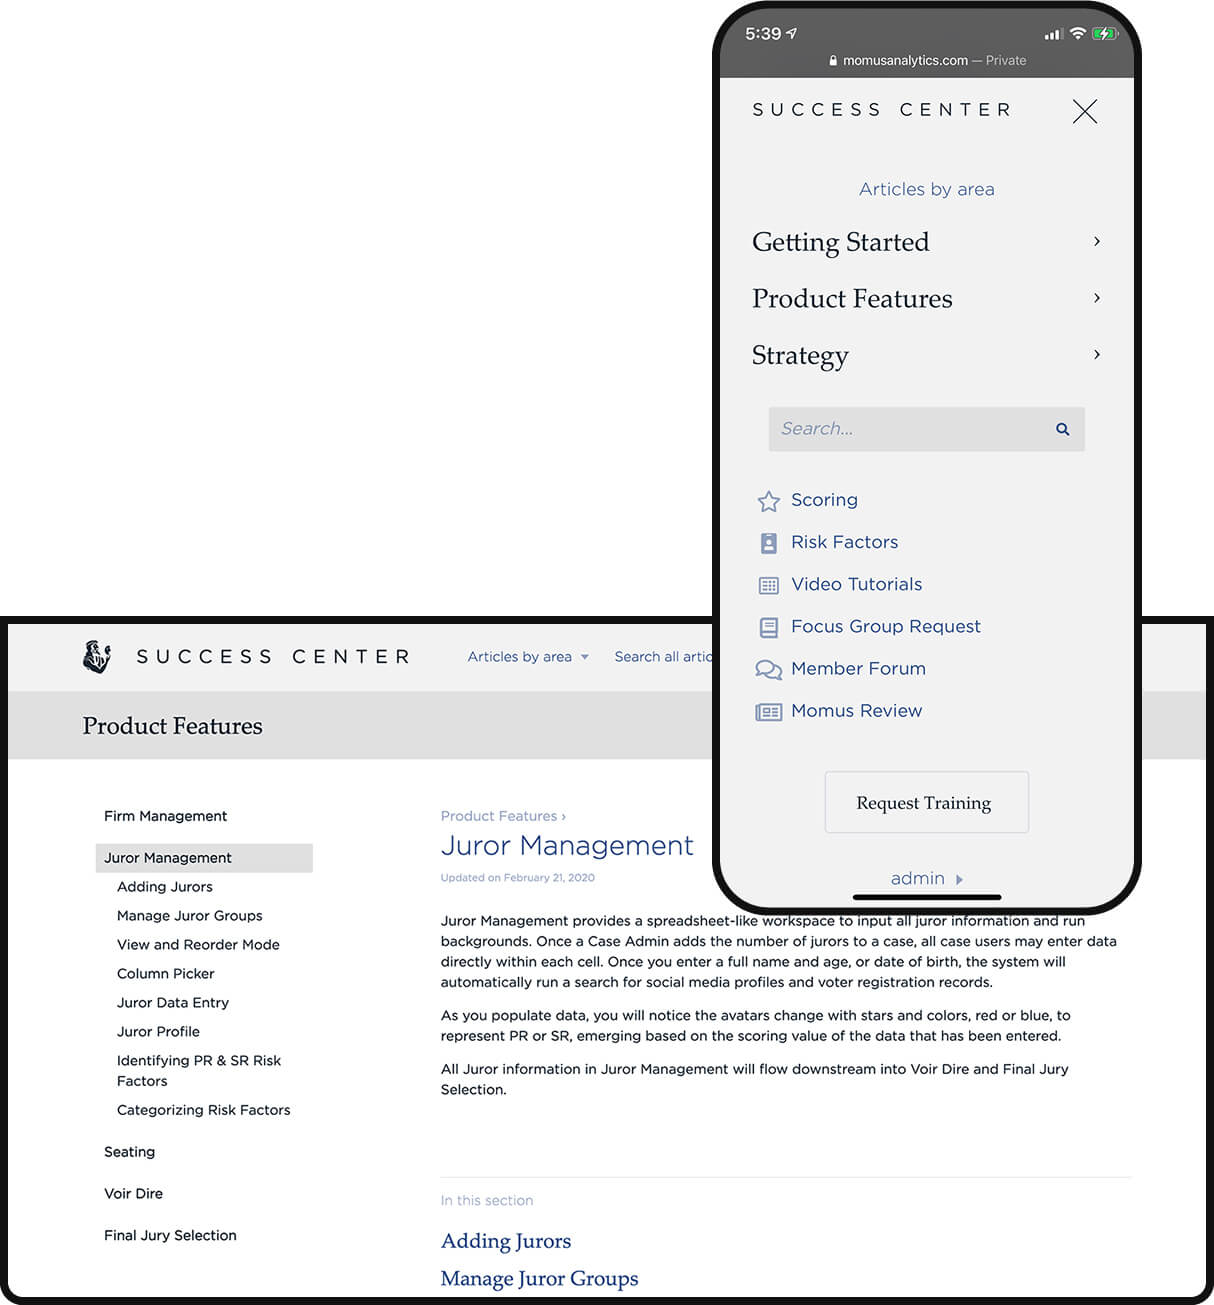 5:39
momusanalytics.com — Private
SUCCESS CENTER
Articles by area
Getting Started
Product Features
Strategy
Search...
Scoring
Risk Factors
Video Tutorials
Focus Group Request
Member Forum
Momus Review
Request Training
admin
SUCCESS CENTER
Articles by area
Search all artic
Product Features
Firm Management
Juror Management
Adding Jurors
Manage Juror Groups
View and Reorder Mode
Column Picker
Juror Data Entry
Juror Profile
Identifying PR & SR Risk
Factors
Categorizing Risk Factors
Seating
Voir Dire
Final Jury Selection
Product Features ›
Juror Management
Updated on February 21, 2020
Juror Management provides a spreadsheet-like workspace to input all juror information and run
backgrounds. Once a Case Admin adds the number of jurors to a case, all case users may enter data
directly within each cell. Once you enter a full name and age, or date of birth, the system will
automatically run a search for social media profiles and voter registration records.
As you populate data, you will notice the avatars change with stars and colors, red or blue, to
represent PR or SR, emerging based on the scoring value of the data that has been entered.
All Juror information in Juror Management will flow downstream into Voir Dire and Final Jury
Selection.
In this section
Adding Jurors
Manage Juror Groups